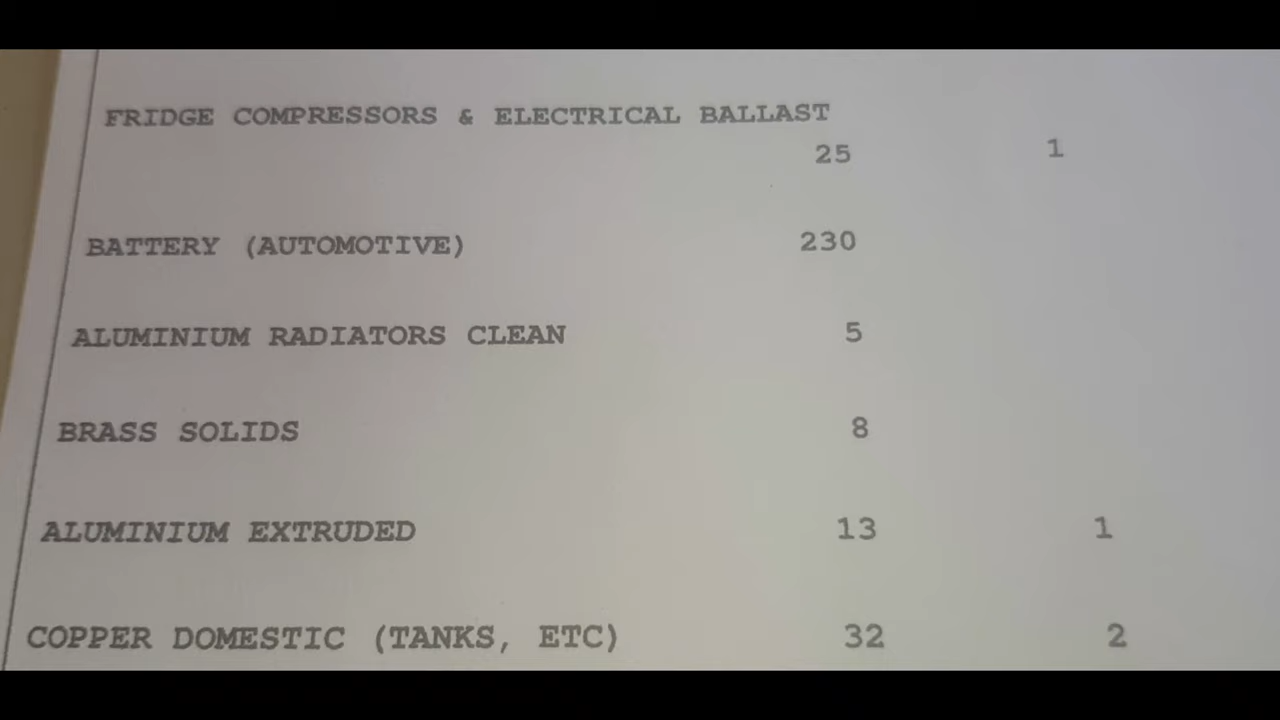 FRIDGE COMPRESSORS & ELECTRICAL BALLAST
25 1
BATTERY (AUTOMOTIVE) 230
ALUMINIUM RADIATORS CLEAN 5
BRASS SOLIDS 8
ALUMINIUM EXTRUDED 13 1
COPPER DOMESTIC (TANKS, ETC) 32 2